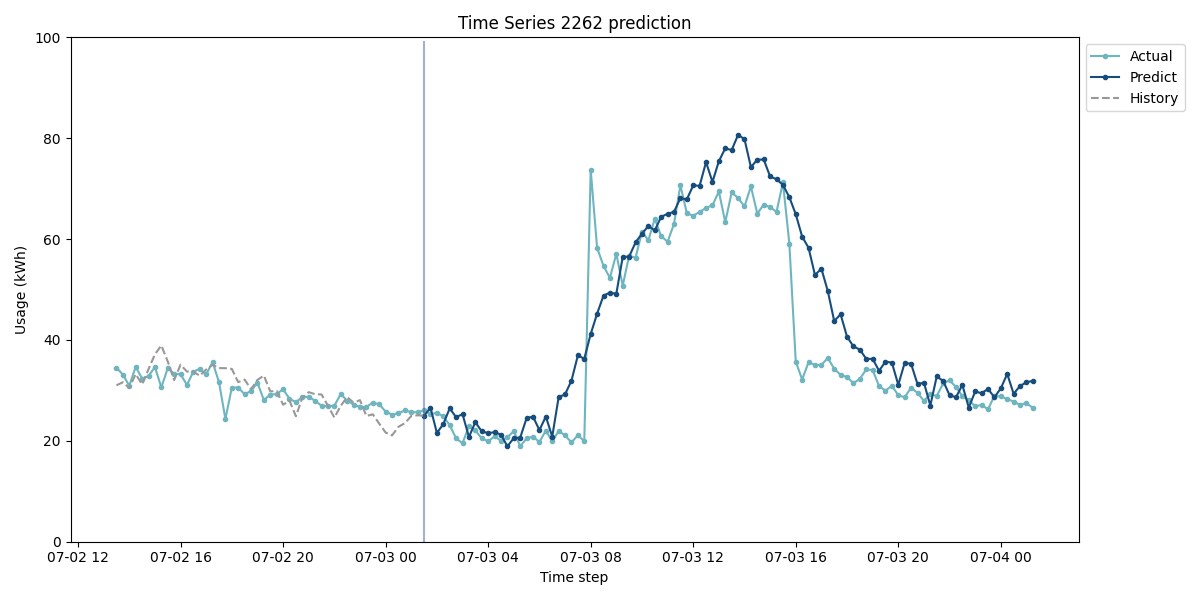 Time Series 2262 prediction
Usage (kWh)
100
80
60
40
20
0
07-02 12
07-02 16
07-02 20
07-03 00
07-03 04
07-03 08
07-03 12
07-03 16
07-03 20
07-04 00
Time step
Actual
Predict
History